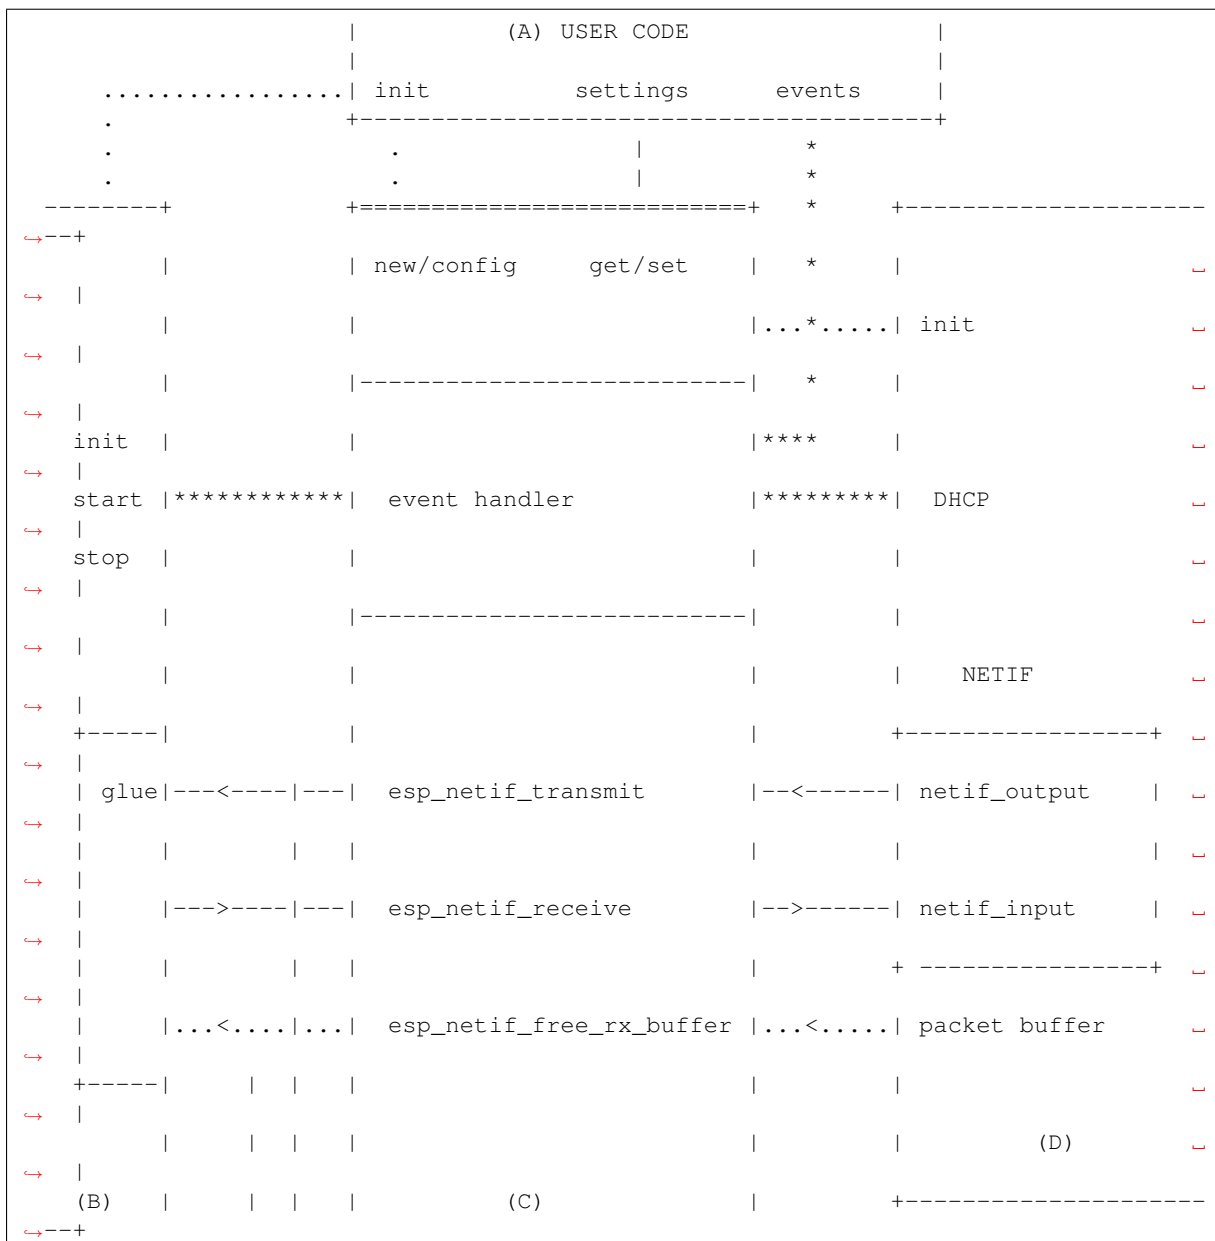 |          (A) USER CODE                 |
                      |                                        |
     .................| init          settings      events     |
     .                +----------------------------------------+
     .                   .                |           *
     .                   .                |           *
 --------+            +===========================+   *     +---------------------
↪--+
         |            | new/config     get/set    |   *     |                    ␣
↪  |
         |            |                           |...*.....| init               ␣
↪  |
         |            |---------------------------|   *     |                    ␣
↪  |
   init  |            |                           |****     |                    ␣
↪  |
   start |************|  event handler            |*********|  DHCP              ␣
↪  |
   stop  |            |                           |         |                    ␣
↪  |
         |            |---------------------------|         |                    ␣
↪  |
         |            |                           |         |    NETIF           ␣
↪  |
   +-----|            |                           |         +-----------------+  ␣
↪  |
   | glue|---<----|---|  esp_netif_transmit       |--<------| netif_output    |  ␣
↪  |
   |     |        |   |                           |         |                 |  ␣
↪  |
   |     |--->----|---|  esp_netif_receive        |-->------| netif_input     |  ␣
↪  |
   |     |        |   |                           |         + ----------------+  ␣
↪  |
   |     |...<....|...|  esp_netif_free_rx_buffer |...<.....| packet buffer      ␣
↪  |
   +-----|     |  |   |                           |         |                    ␣
↪  |
         |     |  |   |                           |         |         (D)        ␣
↪  |
   (B)   |     |  |   |          (C)              |         +---------------------
↪--+